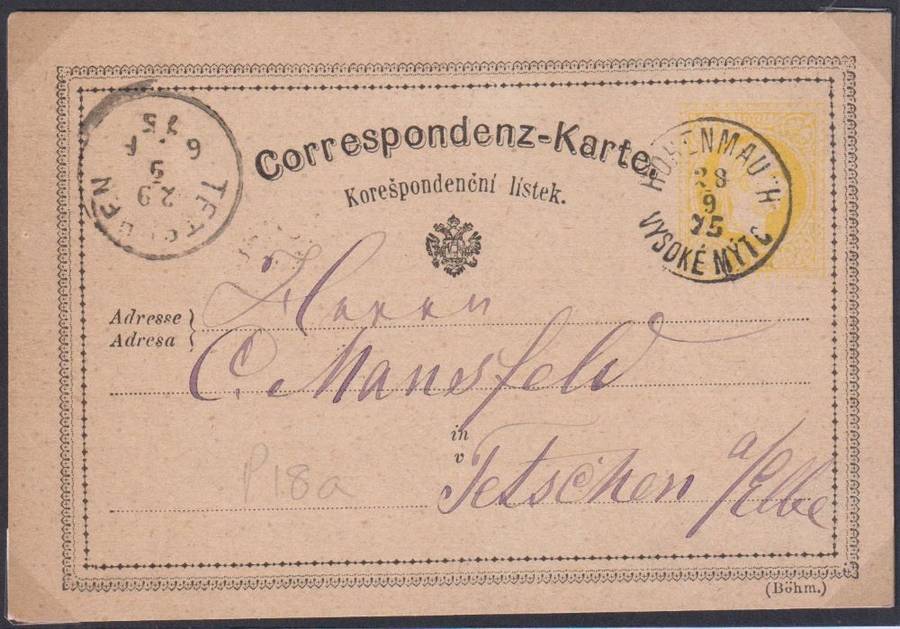 Correspondenz-Karte.
Korešpondenční lístek.
HOHENMAUTH
28
9
75
VYSOKÉ MÝTO
TETSCHEN
29
9
75
6 F
Adresse
Adresa
Herrn
C. Mansfeld
in
v
Tetschen a/Elbe
P18a
(Böhm.)